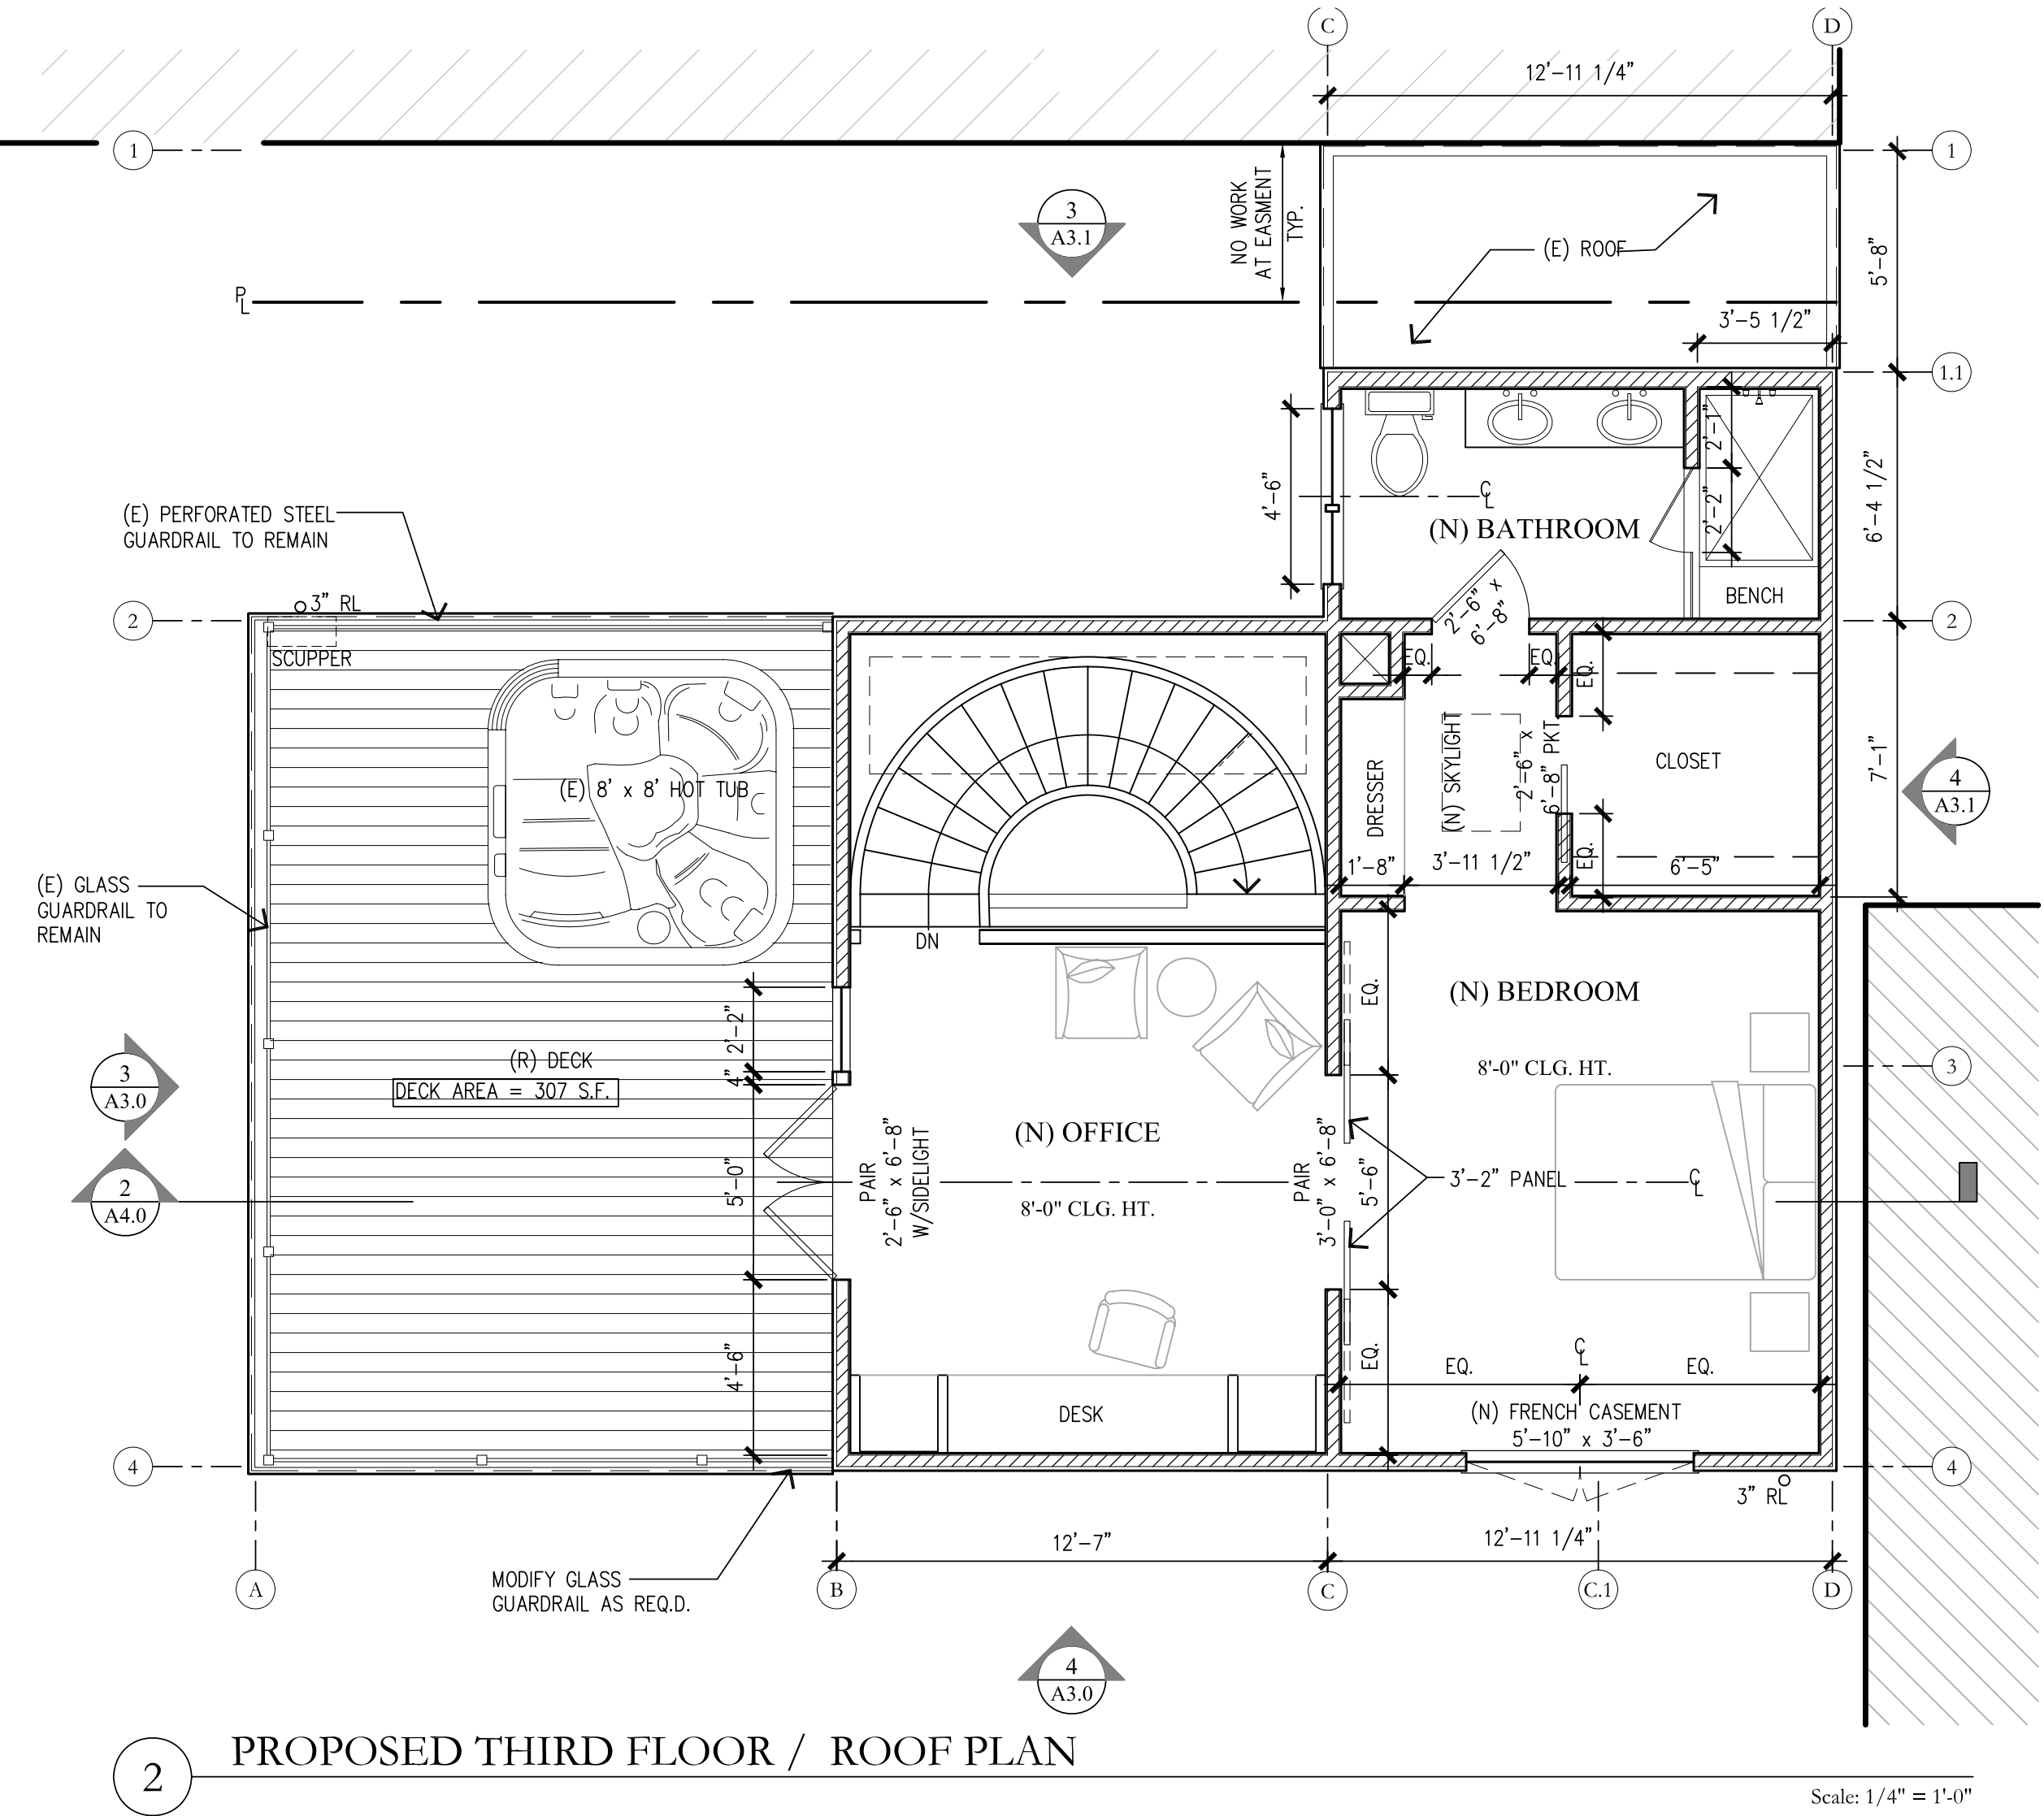 C
D
12'-11 1/4"
1
1
NO WORK
AT EASMENT
TYP.
3
A3.1
(E) ROOF
5'-8"
PL
3'-5 1/2"
1.1
2'-1"
4'-6"
CL
(E) PERFORATED STEEL
GUARDRAIL TO REMAIN
(N) BATHROOM
2'-2"
6'-4 1/2"
3" RL
2'-6" x
6'-8"
BENCH
2
2
SCUPPER
EQ.
EQ.
EQ.
(E) 8' x 8' HOT TUB
DRESSER
(N) SKYLIGHT
2'-6" x
6'-8" PKT
CLOSET
7'-1"
4
A3.1
EQ.
1'-8"
3'-11 1/2"
6'-5"
(E) GLASS
GUARDRAIL TO
REMAIN
DN
EQ.
(N) BEDROOM
2'-2"
(R) DECK
4"
DECK AREA = 307 S.F.
8'-0" CLG. HT.
3
3
A3.0
(N) OFFICE
PAIR
2'-6" x 6'-8"
W/SIDELIGHT
PAIR
3'-0" x 6'-8"
5'-0"
5'-6"
3'-2" PANEL
CL
2
A4.0
8'-0" CLG. HT.
4'-6"
EQ.
EQ.
CL
EQ.
DESK
(N) FRENCH CASEMENT
5'-10" x 3'-6"
4
4
3" RL
12'-7"
12'-11 1/4"
MODIFY GLASS
GUARDRAIL AS REQ.D.
A
B
C
C.1
D
4
A3.0
2
PROPOSED THIRD FLOOR / ROOF PLAN
Scale: 1/4" = 1'-0"